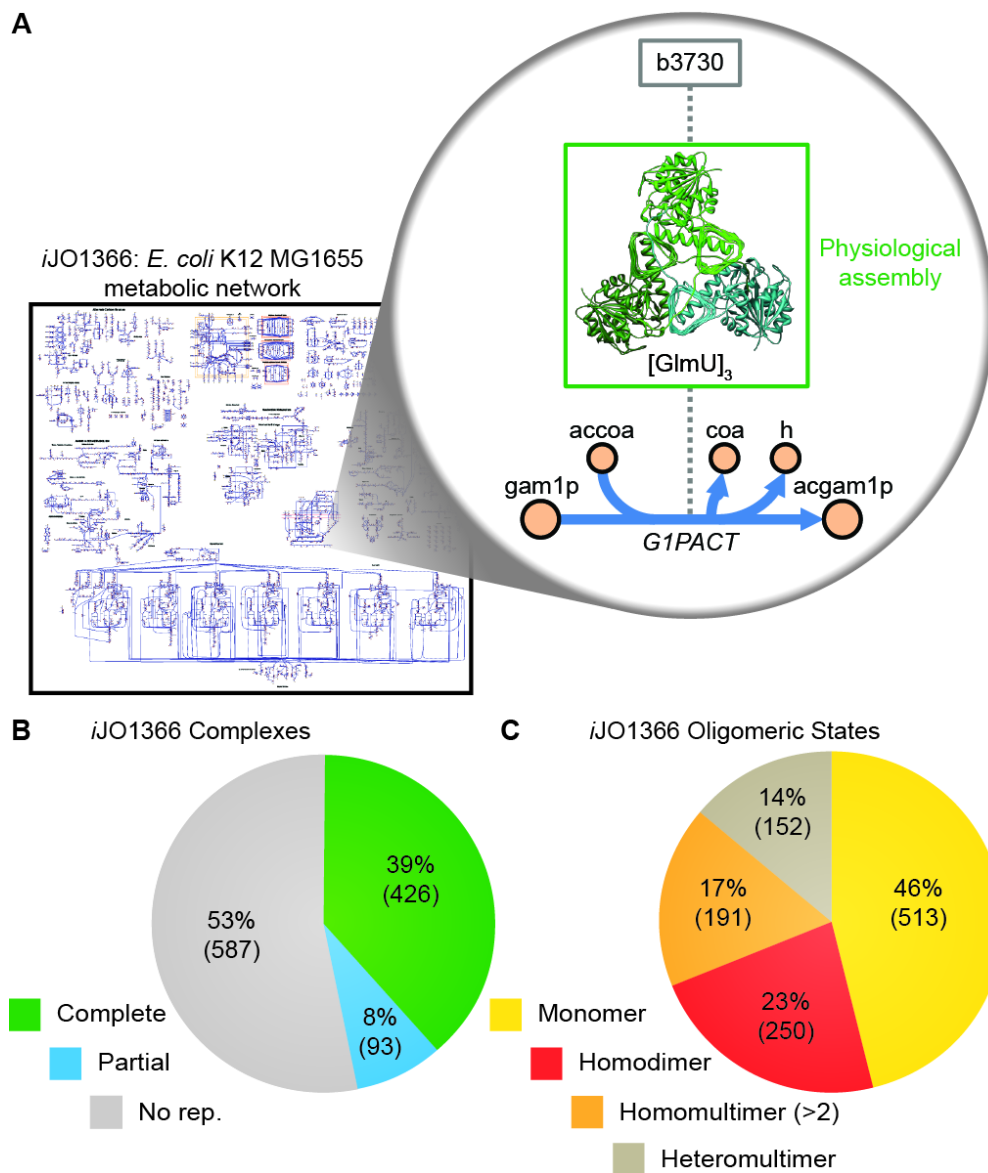 A
b3730
Physiological
assembly
[GlmU]3
iJO1366: E. coli K12 MG1655
metabolic network
accoa
coa
h
gam1p
acgam1p
G1PACT
B
iJO1366 Complexes
39%
(426)
53%
(587)
8%
(93)
Complete
Partial
No rep.
C
iJO1366 Oligomeric States
14%
(152)
46%
(513)
17%
(191)
23%
(250)
Monomer
Homodimer
Homomultimer (>2)
Heteromultimer